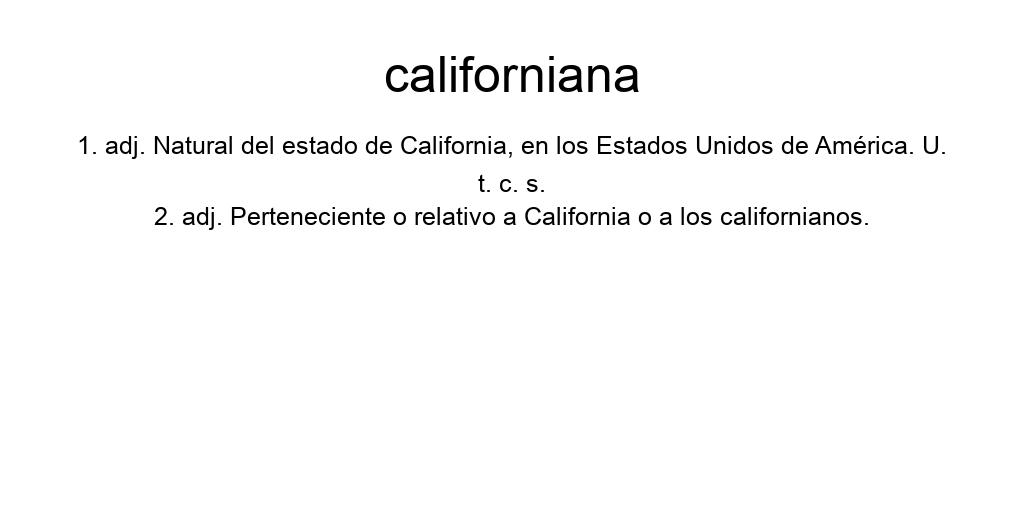 californiana
1. adj. Natural del estado de California, en los Estados Unidos de América. U.
t. c. s.
2. adj. Perteneciente o relativo a California o a los californianos.